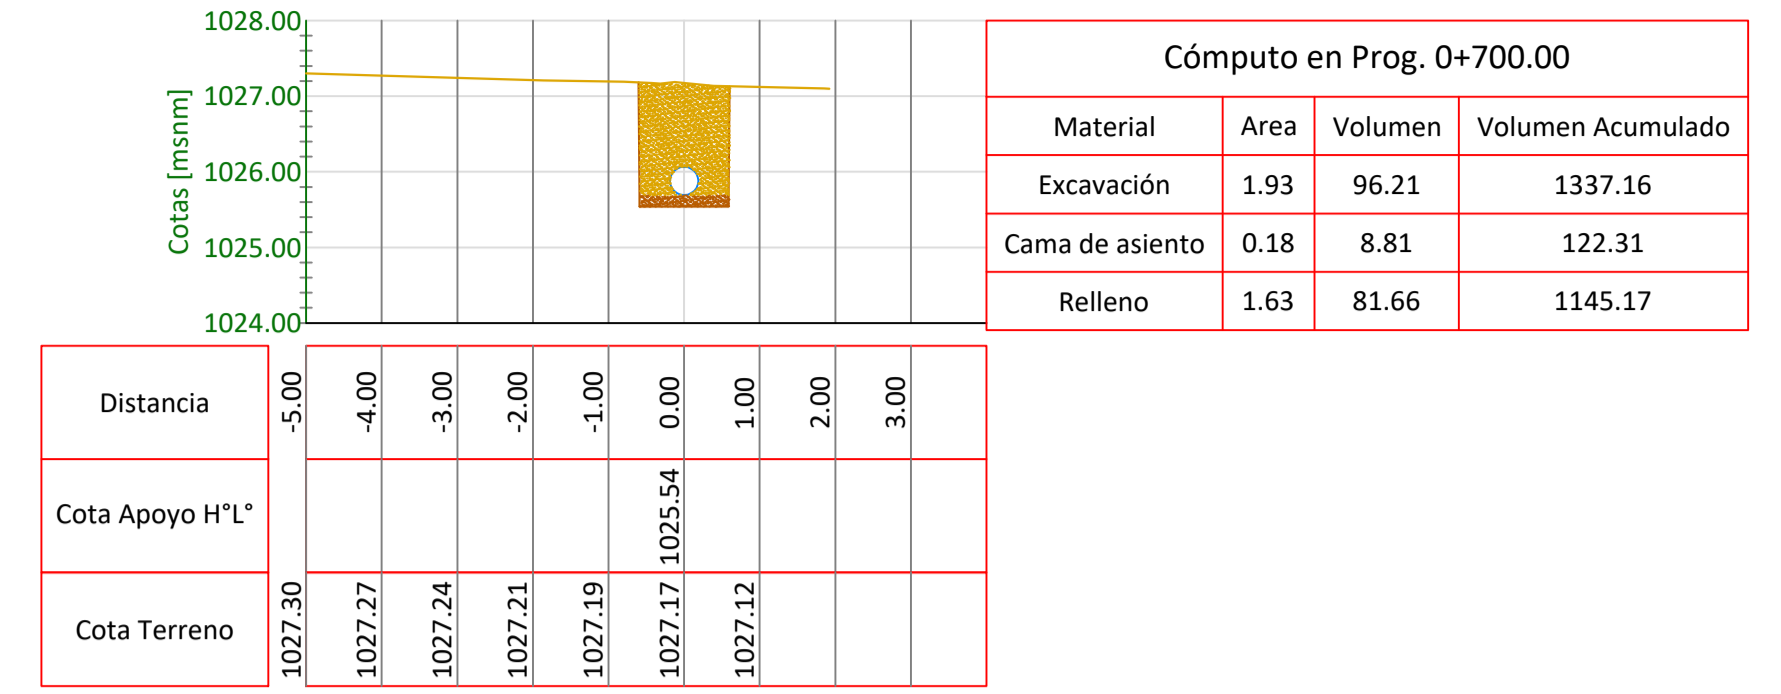 1028.00
1027.00
1026.00
1025.00
1024.00
Cotas [msnm]
Cómputo en Prog. 0+700.00
Material Area Volumen Volumen Acumulado
Excavación 1.93 96.21 1337.16
Cama de asiento 0.18 8.81 122.31
Relleno 1.63 81.66 1145.17
Distancia -5.00 -4.00 -3.00 -2.00 -1.00 0.00 1.00 2.00 3.00
Cota Apoyo H°L° 1025.54
Cota Terreno 1027.30 1027.27 1027.24 1027.21 1027.19 1027.17 1027.12